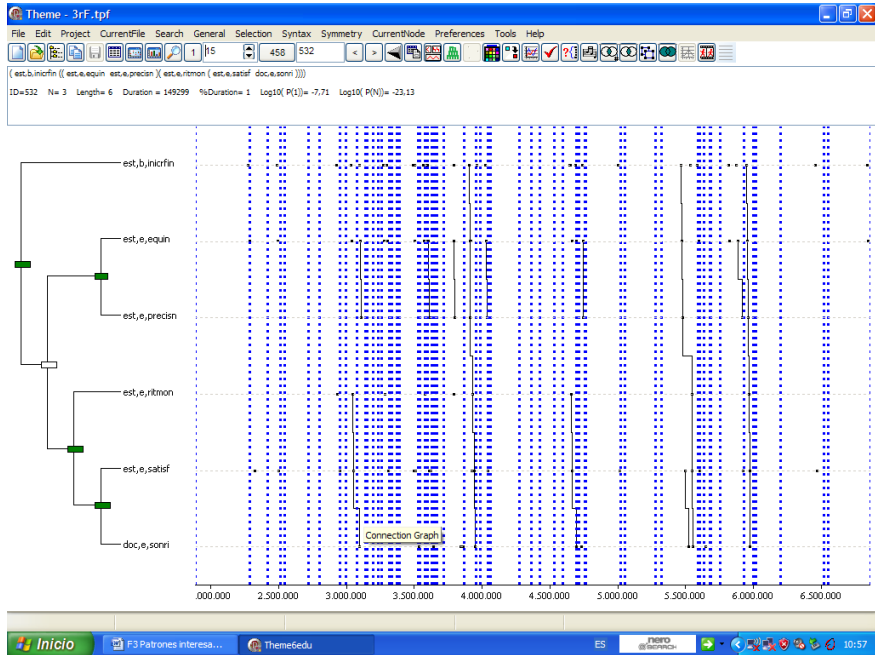 Theme - 3rF.tpf
File Edit Project CurrentFile Search General Selection Syntax Symmetry CurrentNode Preferences Tools Help
1 15 458 532 < >
( est,b,inicrfin (( est,e,equin est,e,precisn )( est,e,ritmon ( est,e,satisf doc,e,sonri ))))
ID=532 N= 3 Length= 6 Duration = 149299 %Duration= 1 Log10( P(1))= -7,71 Log10( P(N))= -23,13
est,b,inicrfin
est,e,equin
est,e,precisn
est,e,ritmon
est,e,satisf
doc,e,sonri
Connection Graph
.000.000 2.500.000 3.000.000 3.500.000 4.000.000 4.500.000 5.000.000 5.500.000 6.000.000 6.500.000
Inicio F3 Patrones interesa... Theme6edu ES nero SEARCH 10:57